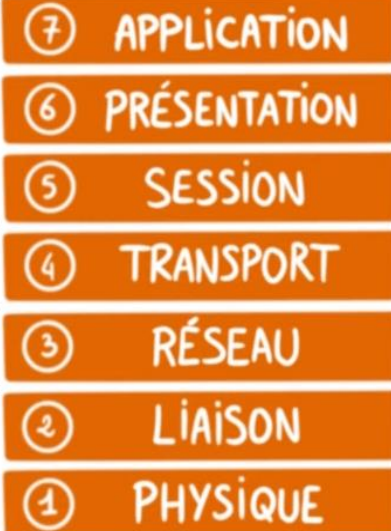 7 APPLICATION
6 PRÉSENTATION
5 SESSION
4 TRANSPORT
3 RÉSEAU
2 LIAISON
1 PHYSIQUE